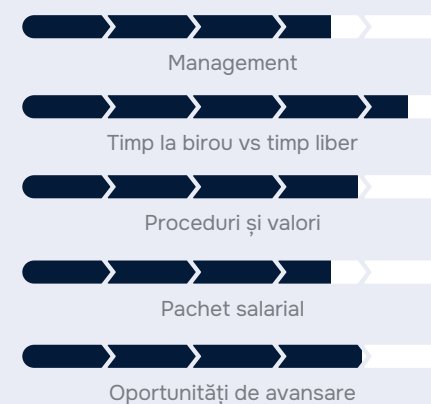 Management
Timp la birou vs timp liber
Proceduri și valori
Pachet salarial
Oportunități de avansare